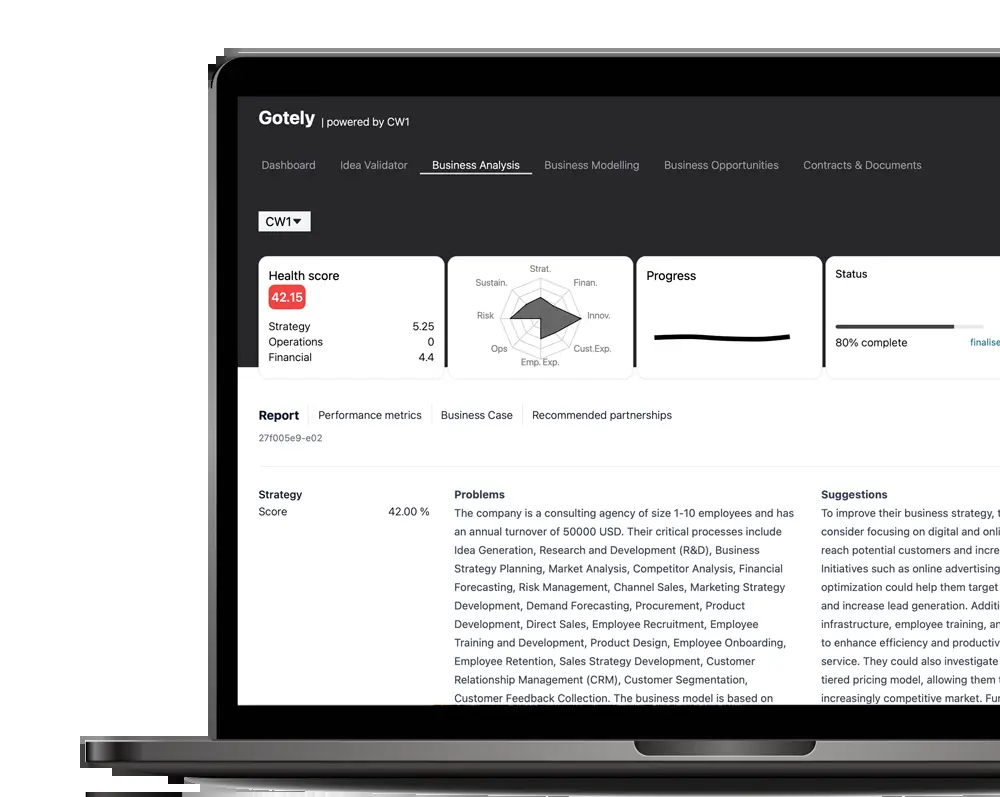 Gotely | powered by CW1
Dashboard Idea Validator Business Analysis Business Modelling Business Opportunities Contracts & Documents
CW1
Health score
42.15
Strategy 5.25
Operations 0
Financial 4.4
Strat.
Sustain. Finan.
Risk Innov.
Ops Cust.Exp.
Emp. Exp.
Progress
Status
80% complete finalise
Report Performance metrics Business Case Recommended partnerships
27f005e9-e02
Strategy
Score 42.00 %
Problems
The company is a consulting agency of size 1-10 employees and has
an annual turnover of 50000 USD. Their critical processes include
Idea Generation, Research and Development (R&D), Business
Strategy Planning, Market Analysis, Competitor Analysis, Financial
Forecasting, Risk Management, Channel Sales, Marketing Strategy
Development, Demand Forecasting, Procurement, Product
Development, Direct Sales, Employee Recruitment, Employee
Training and Development, Product Design, Employee Onboarding,
Employee Retention, Sales Strategy Development, Customer
Relationship Management (CRM), Customer Segmentation,
Customer Feedback Collection. The business model is based on
Suggestions
To improve their business strategy, t
consider focusing on digital and onli
reach potential customers and incre
Initiatives such as online advertising
optimization could help them target
and increase lead generation. Additi
infrastructure, employee training, an
to enhance efficiency and productiv
service. They could also investigate
tiered pricing model, allowing them t
increasingly competitive market. Fur